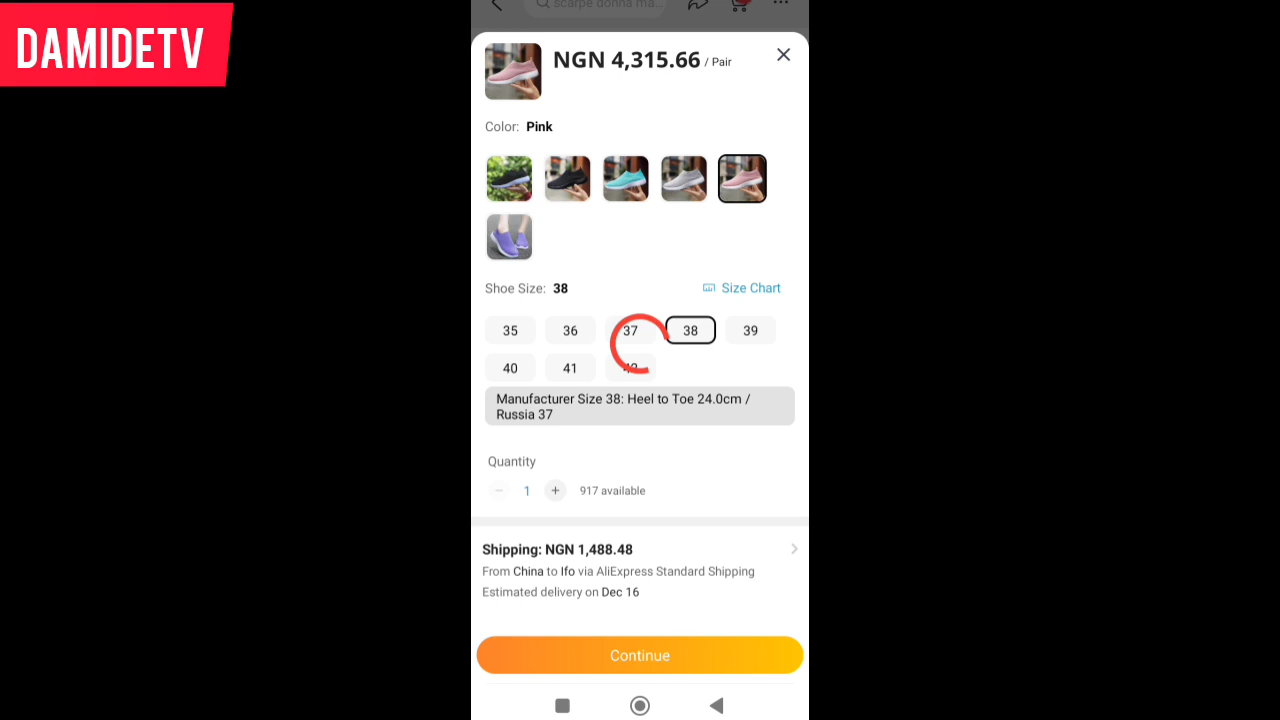 DAMIDETV
scarpe donna ma...
NGN 4,315.66 / Pair
Color: Pink
Shoe Size: 38
Size Chart
35 36 37 38 39
40 41 42
Manufacturer Size 38: Heel to Toe 24.0cm /
Russia 37
Quantity
1
917 available
Shipping: NGN 1,488.48
From China to Ifo via AliExpress Standard Shipping
Estimated delivery on Dec 16
Continue